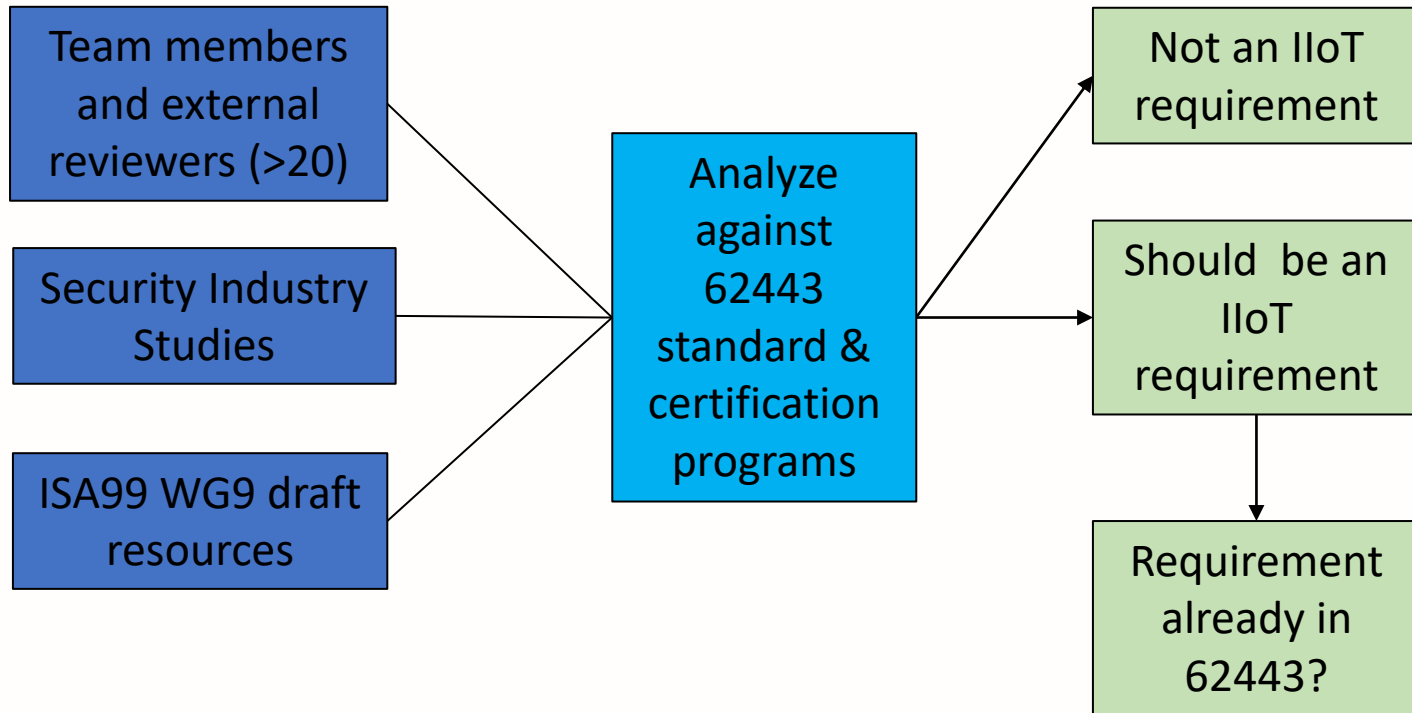 Team members
and external
reviewers (>20)
Security Industry
Studies
ISA99 WG9 draft
resources
Analyze
against
62443
standard &
certification
programs
Not an IIoT
requirement
Should  be an
IIoT
requirement
Requirement
already in
62443?